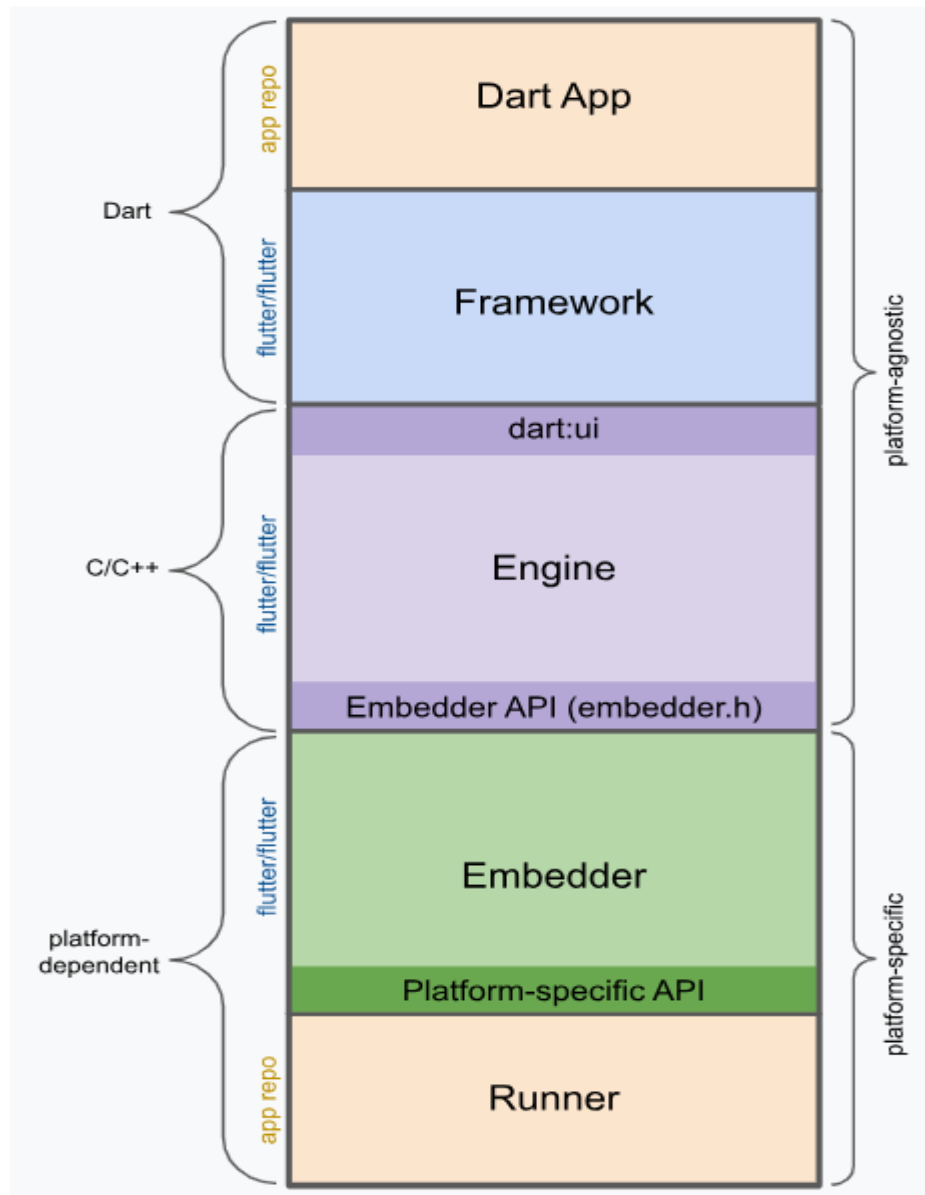 app repo
Dart App
Dart
flutter/flutter
Framework
platform-agnostic
dart:ui
C/C++
flutter/flutter
Engine
Embedder API (embedder.h)
flutter/flutter
Embedder
platform-
dependent
platform-specific
Platform-specific API
app repo
Runner